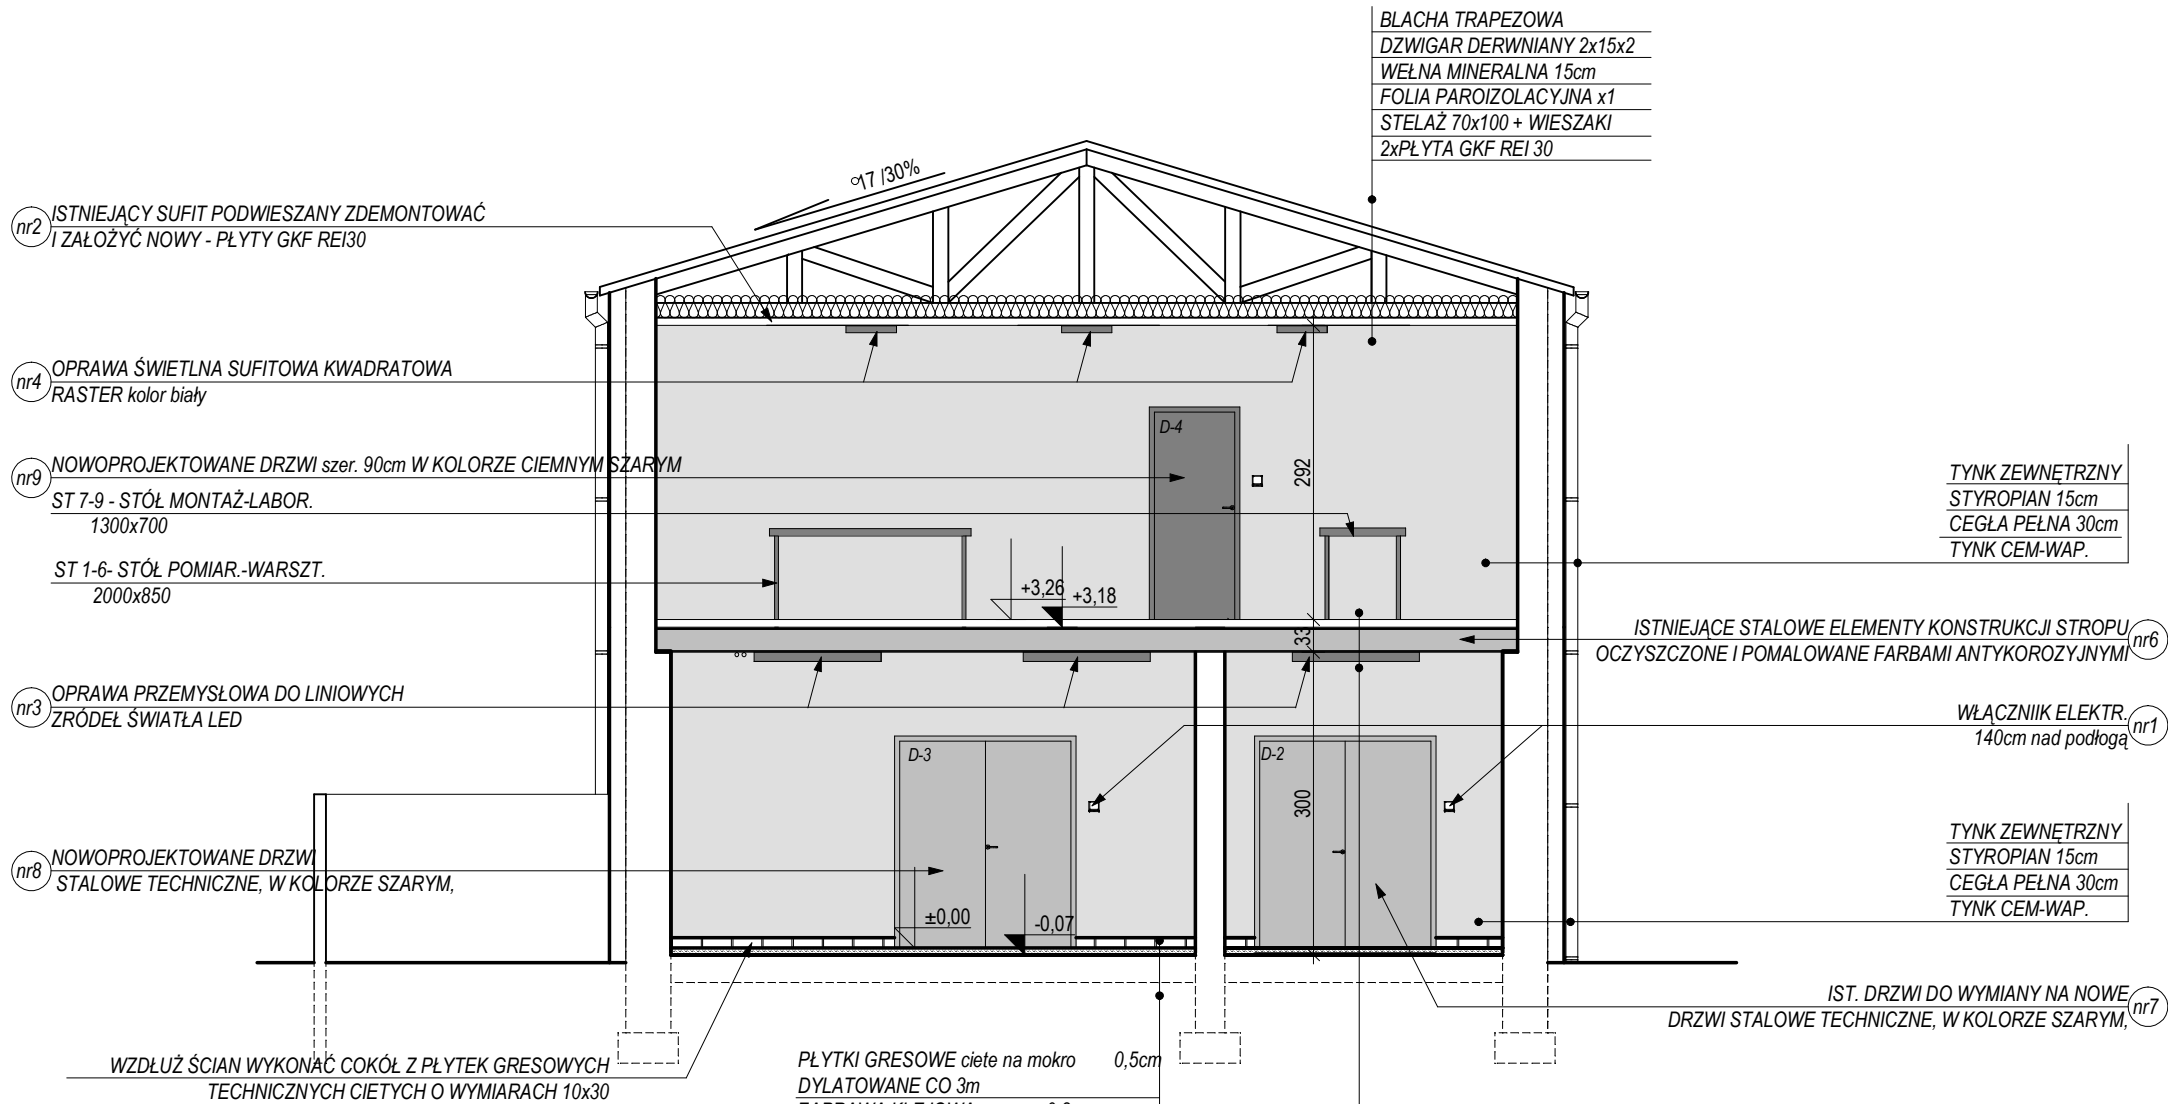 BLACHA TRAPEZOWA
DZWIGAR DERWNIANY 2x15x2
WEŁNA MINERALNA 15cm
FOLIA PAROIZOLACYJNA x1
STELAŻ 70x100 + WIESZAKI
2xPŁYTA GKF REI 30
°17 /30%
nr2
ISTNIEJĄCY SUFIT PODWIESZANY ZDEMONTOWAĆ
I ZAŁOŻYĆ NOWY - PŁYTY GKF REI30
nr4
OPRAWA ŚWIETLNA SUFITOWA KWADRATOWA
RASTER kolor biały
D-4
292
nr9
NOWOPROJEKTOWANE DRZWI szer. 90cm W KOLORZE CIEMNYM SZARYM
ST 7-9 - STÓŁ MONTAŻ-LABOR.
1300x700
ST 1-6- STÓŁ POMIAR.-WARSZT.
2000x850
+3,26
+3,18
TYNK ZEWNĘTRZNY
STYROPIAN 15cm
CEGŁA PEŁNA 30cm
TYNK CEM-WAP.
33
ISTNIEJĄCE STALOWE ELEMENTY KONSTRUKCJI STROPU
OCZYSZCZONE I POMALOWANE FARBAMI ANTYKOROZYJNYMI
nr6
nr3
OPRAWA PRZEMYSŁOWA DO LINIOWYCH
ZRÓDEŁ ŚWIATŁA LED
WŁĄCZNIIK ELEKTR.
140cm nad podłogą
nr1
D-3
D-2
300
nr8
NOWOPROJEKTOWANE DRZWI
STALOWE TECHNICZNE, W KOLORZE SZARYM,
±0,00
-0,07
TYNK ZEWNĘTRZNY
STYROPIAN 15cm
CEGŁA PEŁNA 30cm
TYNK CEM-WAP.
IST. DRZWI DO WYMIANY NA NOWE
DRZWI STALOWE TECHNICZNE, W KOLORZE SZARYM,
nr7
WZDŁUŻ ŚCIAN WYKONAĆ COKÓŁ Z PŁYTEK GRESOWYCH
TECHNICZNYCH CIETYCH O WYMIARACH 10x30
PŁYTKI GRESOWE ciete na mokro 0,5cm
DYLATOWANE CO 3m